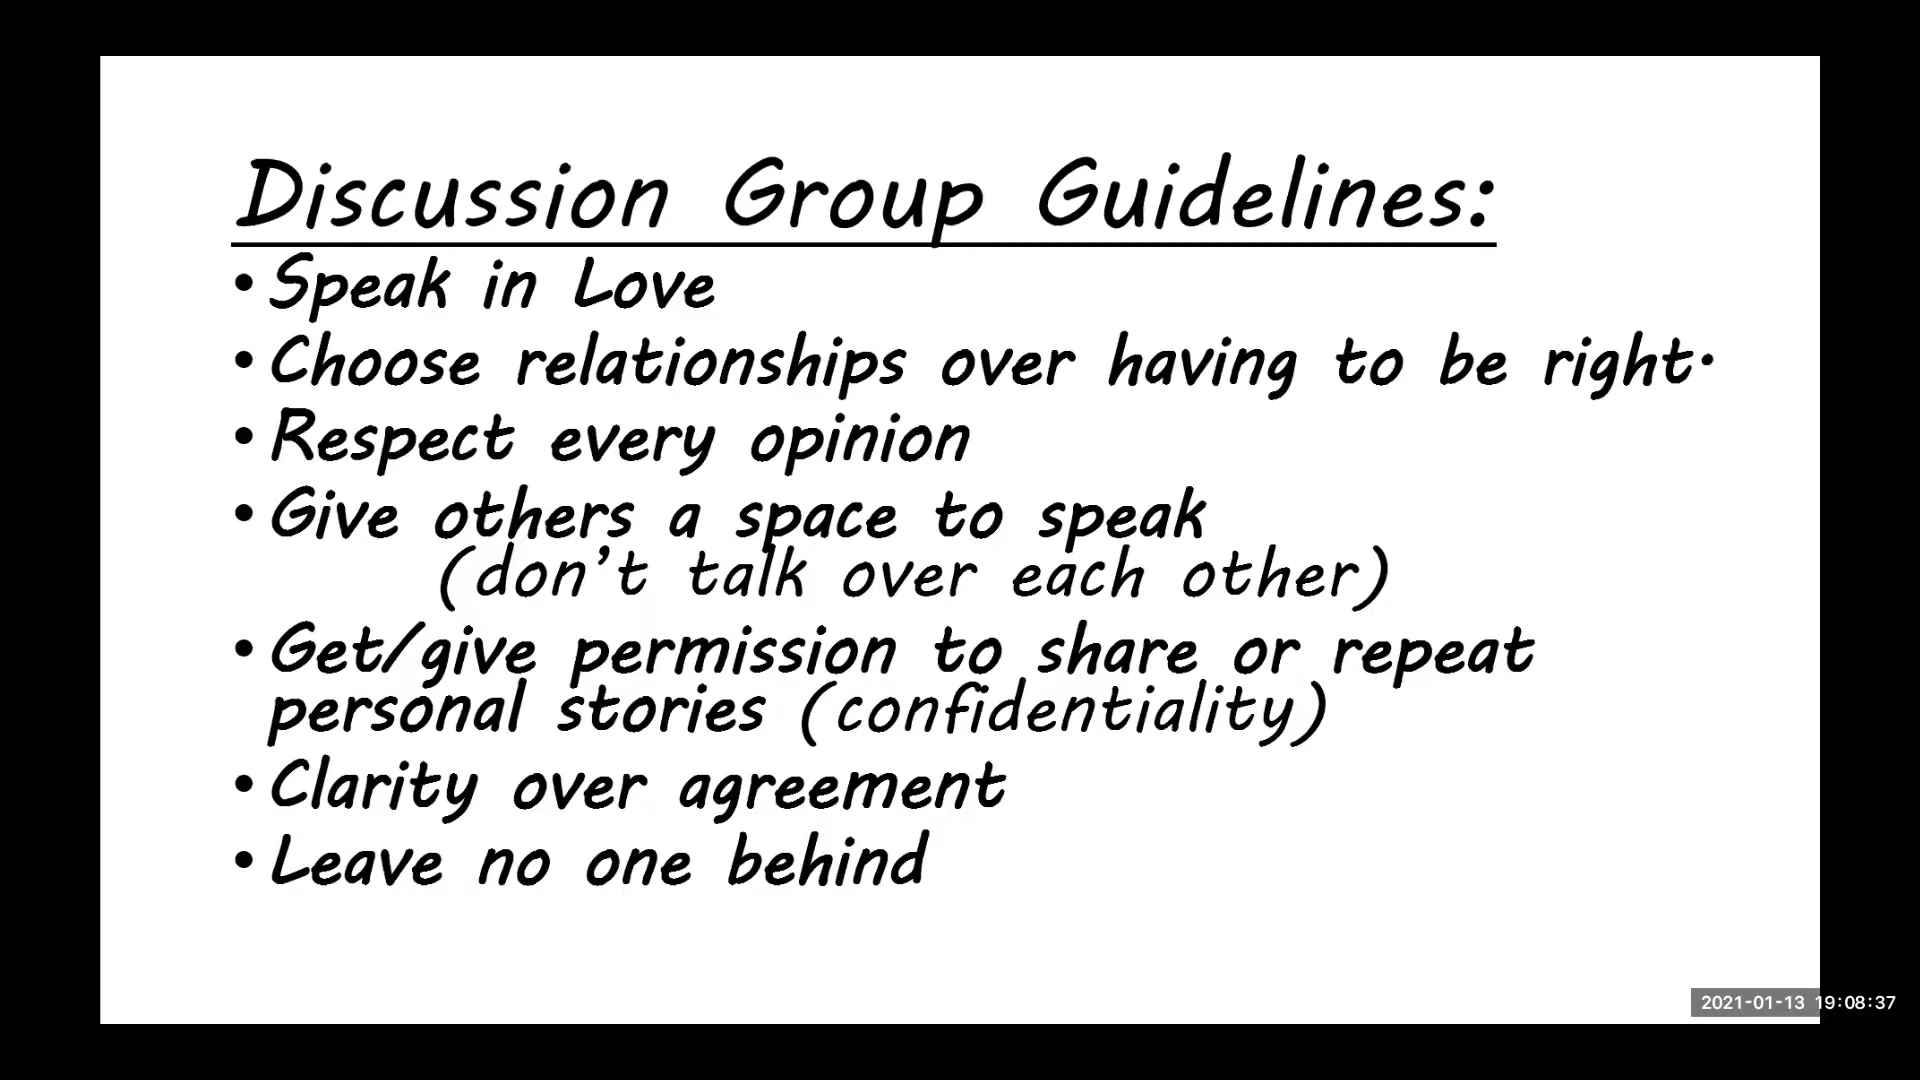 Discussion Group Guidelines:
• Speak in Love
• Choose relationships over having to be right.
• Respect every opinion
• Give others a space to speak
(don’t talk over each other)
• Get/give permission to share or repeat
personal stories (confidentiality)
• Clarity over agreement
• Leave no one behind
2021-01-13 19:08:37